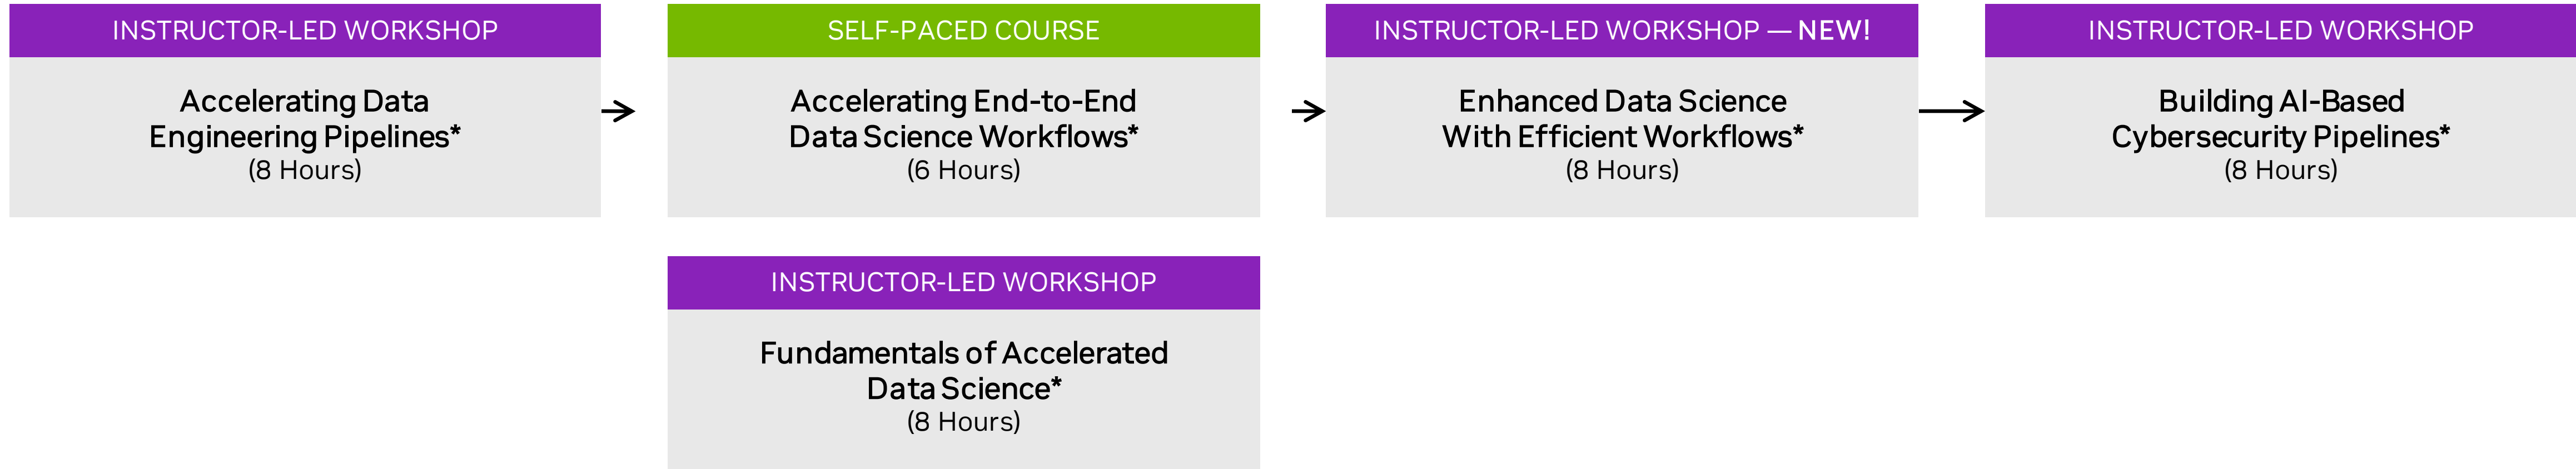 INSTRUCTOR-LED WORKSHOP
Accelerating Data
Engineering Pipelines*
(8 Hours)
SELF-PACED COURSE
Accelerating End-to-End
Data Science Workflows*
(6 Hours)
INSTRUCTOR-LED WORKSHOP
Fundamentals of Accelerated
Data Science*
(8 Hours)
INSTRUCTOR-LED WORKSHOP — NEW!
Enhanced Data Science
With Efficient Workflows*
(8 Hours)
INSTRUCTOR-LED WORKSHOP
Building AI-Based
Cybersecurity Pipelines*
(8 Hours)